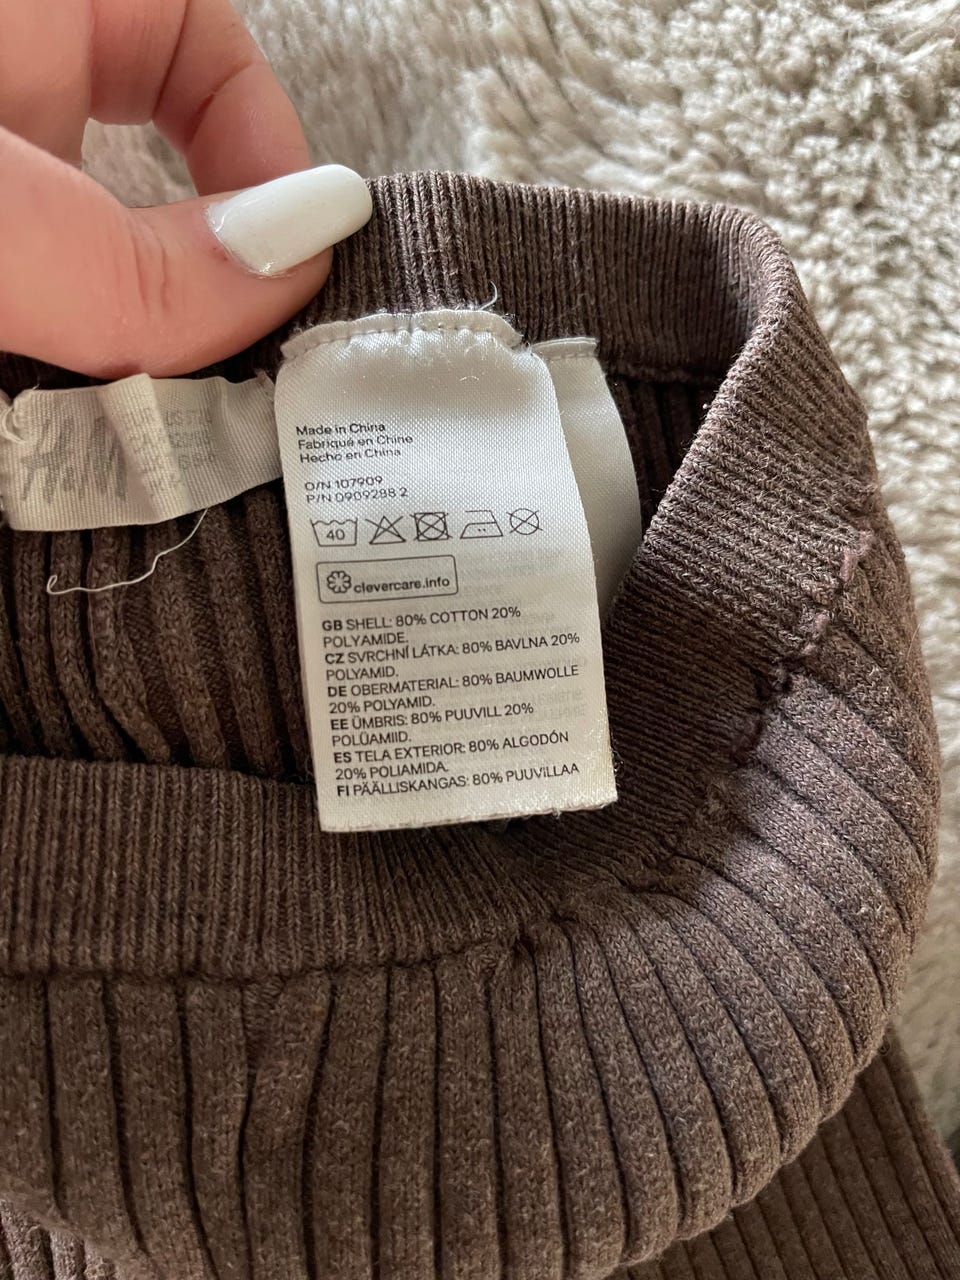 H&M
Made in China
Fabriqué en Chine
Hecho en China
O/N 107909
P/N 0909288 2
40
clevercare.info
GB SHELL: 80% COTTON 20%
POLYAMIDE.
CZ SVRCHNÍ LÁTKA: 80% BAVLNA 20%
POLYAMID.
DE OBERMATERIAL: 80% BAUMWOLLE
20% POLYAMID.
EE ÜMBRIS: 80% PUUVILL 20%
POLÜAMIID.
ES TELA EXTERIOR: 80% ALGODÓN
20% POLIAMIDA.
FI PÄÄLLISKANGAS: 80% PUUVILLAA